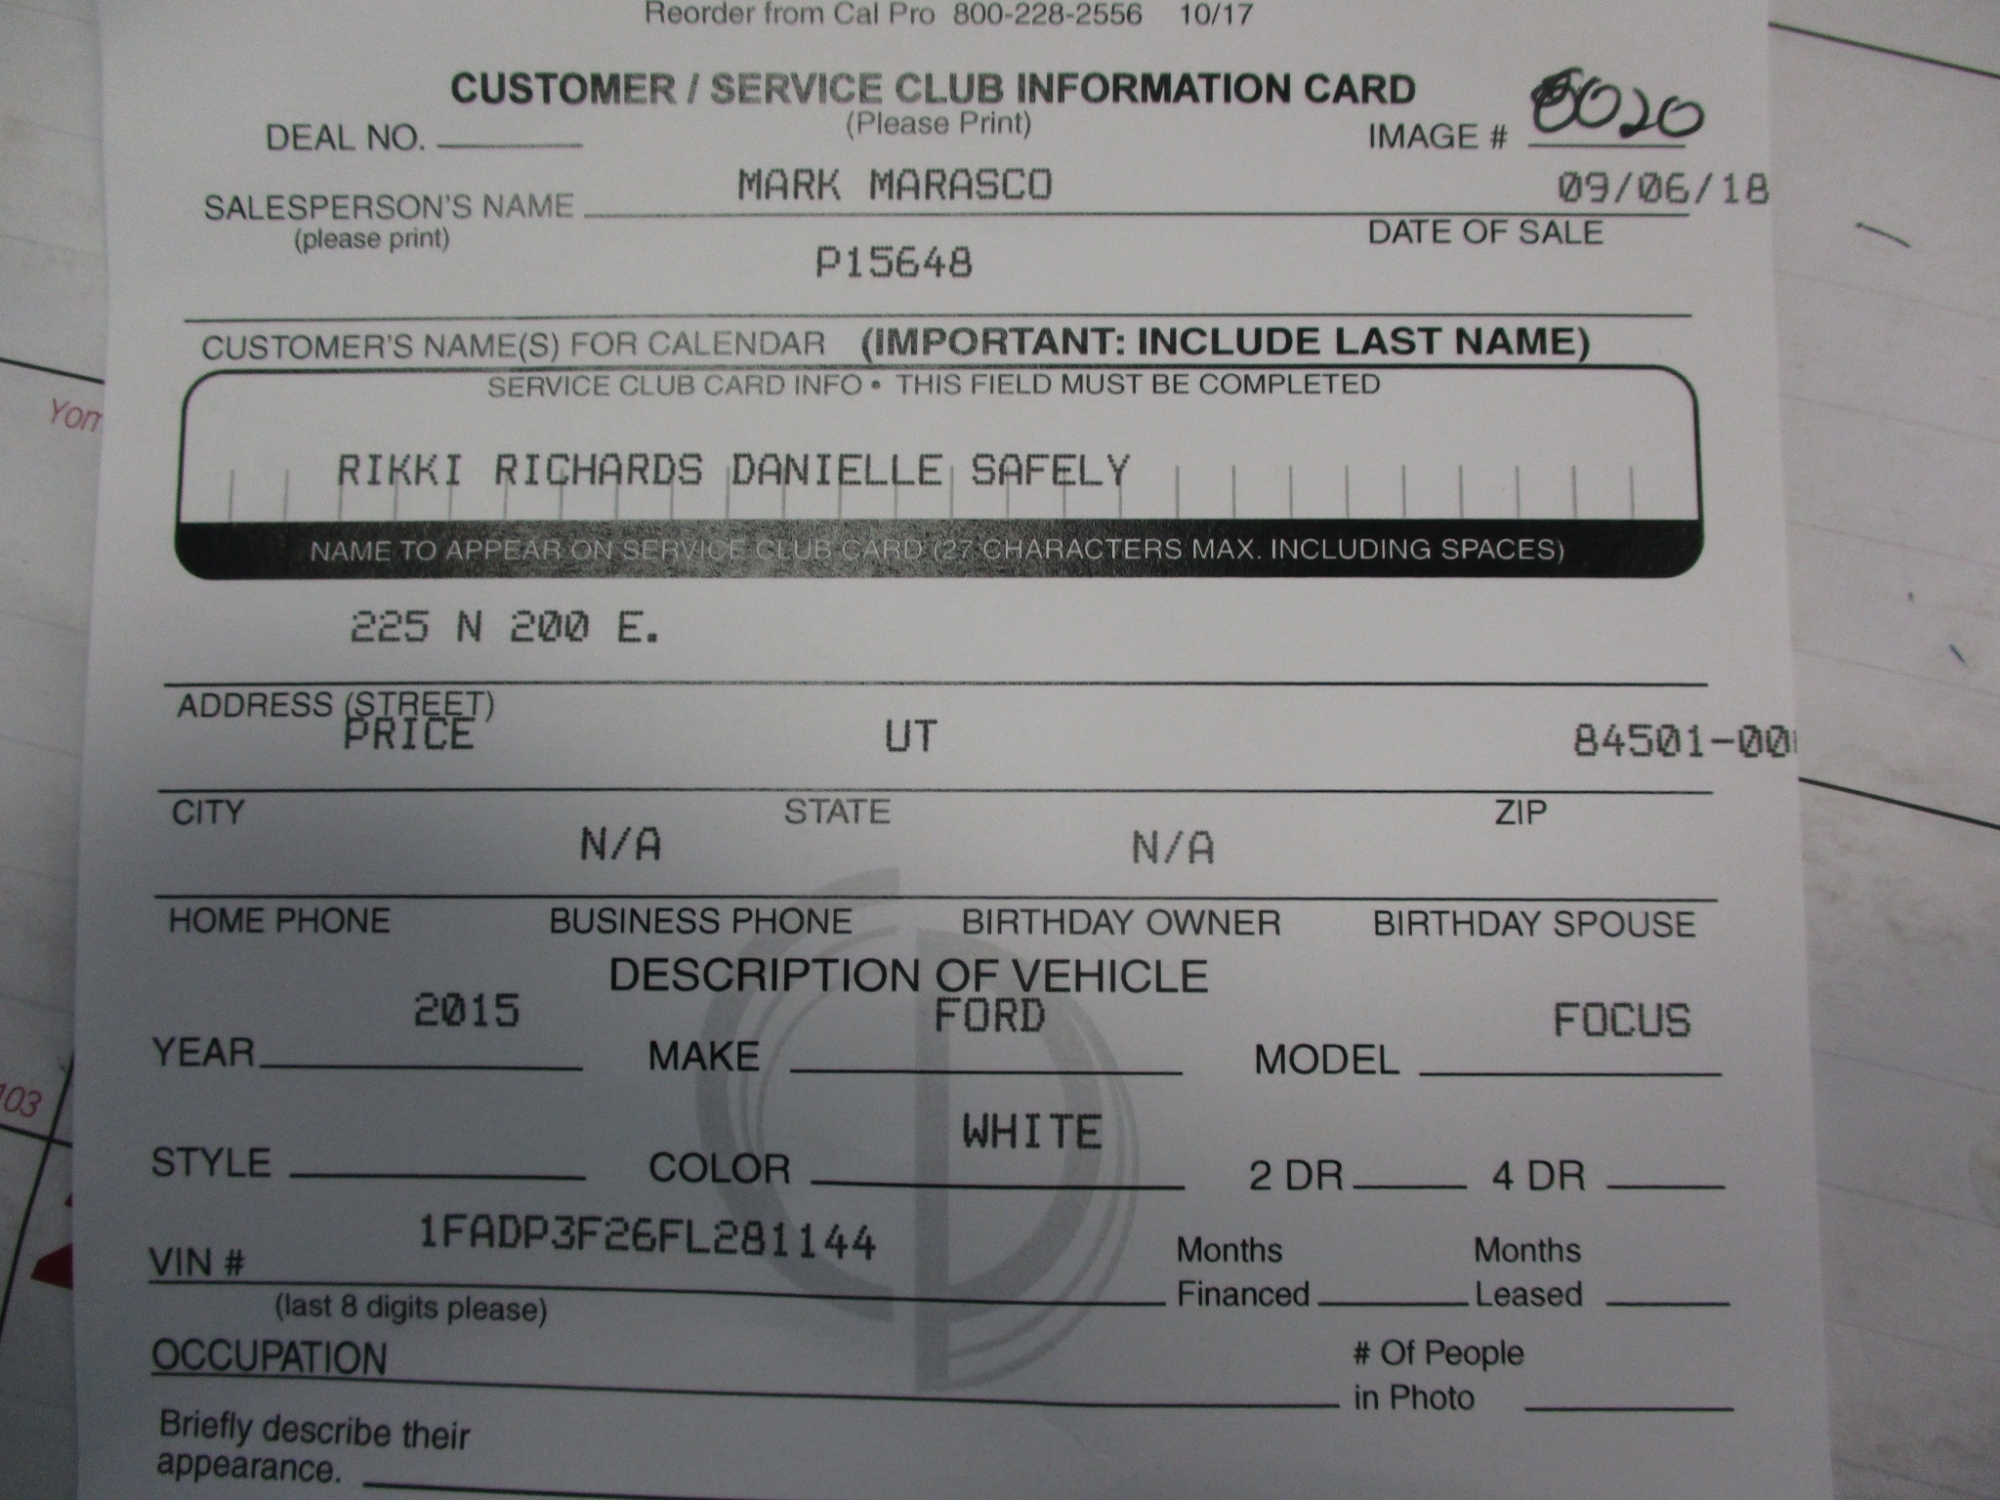 Reorder from Cal Pro 800-228-2556 10/17
CUSTOMER / SERVICE CLUB INFORMATION CARD
(Please Print)
DEAL NO.
IMAGE # 8020
MARK MARASCO
09/06/18
SALESPERSON'S NAME
(please print)
DATE OF SALE
P15648
CUSTOMER'S NAME(S) FOR CALENDAR (IMPORTANT: INCLUDE LAST NAME)
SERVICE CLUB CARD INFO • THIS FIELD MUST BE COMPLETED
RIKKI RICHARDS DANIELLE SAFELY
NAME TO APPEAR ON SERVICE CLUB CARD (27 CHARACTERS MAX. INCLUDING SPACES)
225 N 200 E.
ADDRESS (STREET)
PRICE UT 84501-00
CITY STATE ZIP
N/A N/A
HOME PHONE BUSINESS PHONE BIRTHDAY OWNER BIRTHDAY SPOUSE
DESCRIPTION OF VEHICLE
2015 FORD FOCUS
YEAR MAKE MODEL
WHITE
STYLE COLOR 2 DR 4 DR
1FADP3F26FL281144
VIN #
(last 8 digits please)
Months Financed
Months Leased
OCCUPATION
# Of People
in Photo
Briefly describe their
appearance.
Yom
103